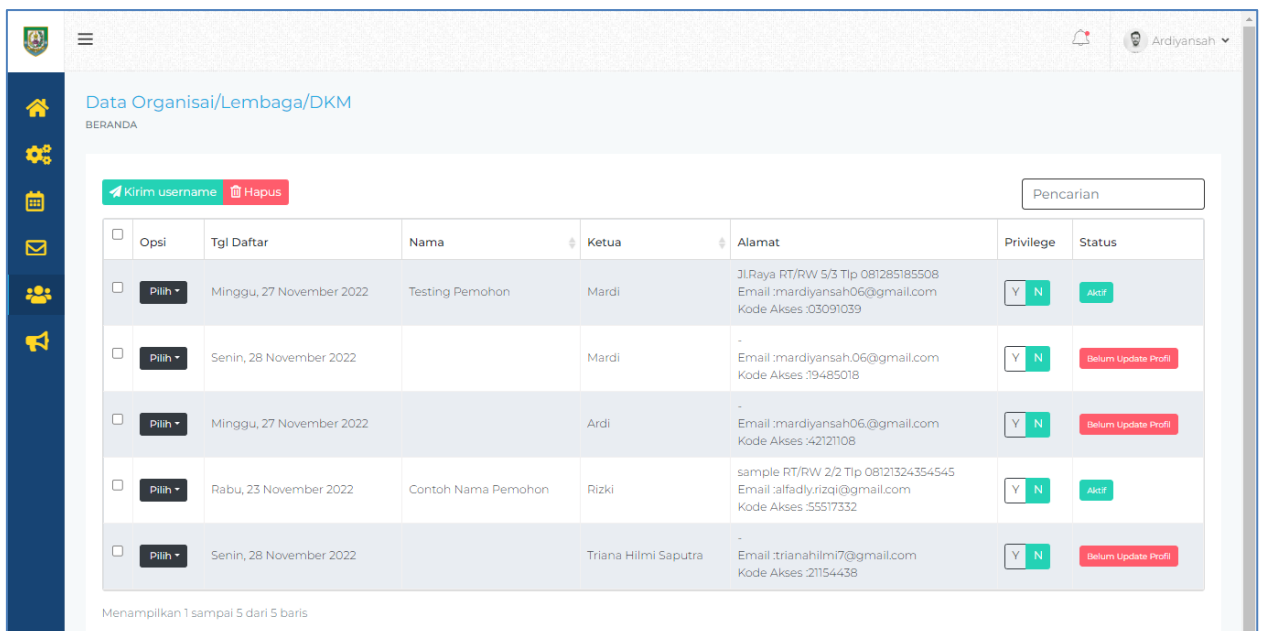 Ardiyansah
Data Organisai/Lembaga/DKM
BERANDA
Kirim username Hapus
Pencarian
Opsi Tgl Daftar Nama Ketua Alamat Privilege Status
Jl.Raya RT/RW 5/3 Tlp 081285185508
Pilih Minggu, 27 November 2022 Testing Pemohon Mardi Email :mardiyansah06@gmail.com Y N Aktif
Kode Akses :03091039
-
Pilih Senin, 28 November 2022 Mardi Email :mardiyansah.06@gmail.com Y N Belum Update Profil
Kode Akses :19485018
-
Pilih Minggu, 27 November 2022 Ardi Email :mardiyansah06.@gmail.com Y N Belum Update Profil
Kode Akses :42121108
sample RT/RW 2/2 Tlp 08121324354545
Pilih Rabu, 23 November 2022 Contoh Nama Pemohon Rizki Email :alfadly.rizqi@gmail.com Y N Aktif
Kode Akses :55517332
-
Pilih Senin, 28 November 2022 Triana Hilmi Saputra Email :trianahilmi7@gmail.com Y N Belum Update Profil
Kode Akses :21154438
Menampilkan 1 sampai 5 dari 5 baris